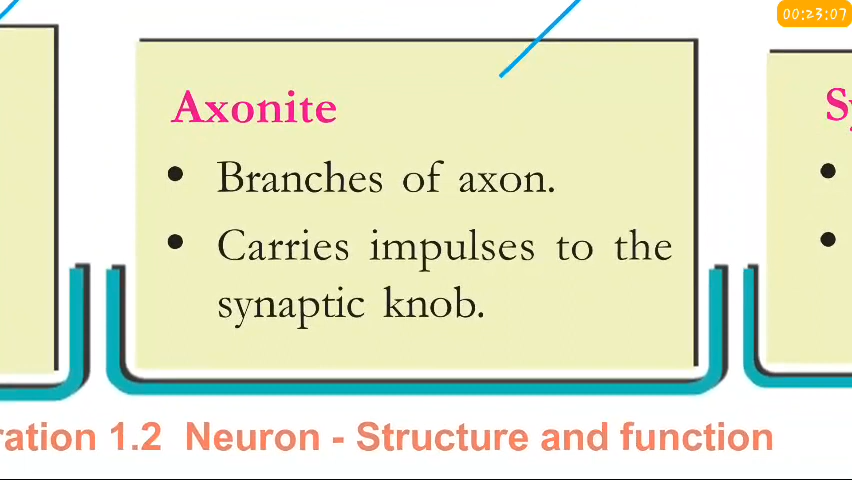 00:23:07
Axonite
• Branches of axon.
• Carries impulses to the
synaptic knob.
ration 1.2 Neuron - Structure and function